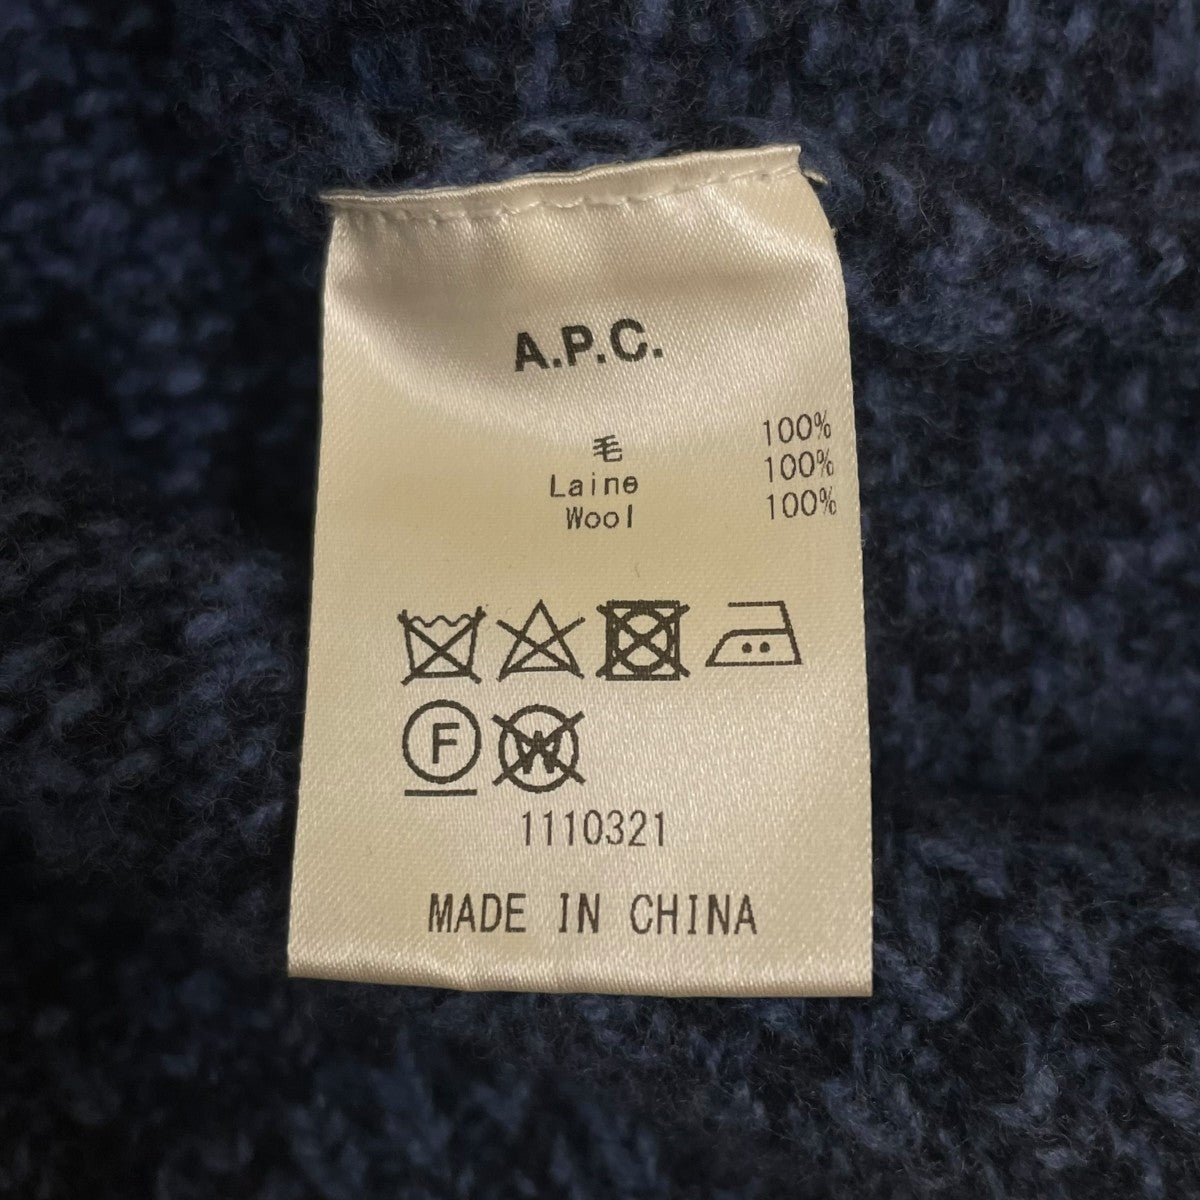 A.P.C.
毛 100%
Laine 100%
Wool 100%
F W
1110321
MADE IN CHINA